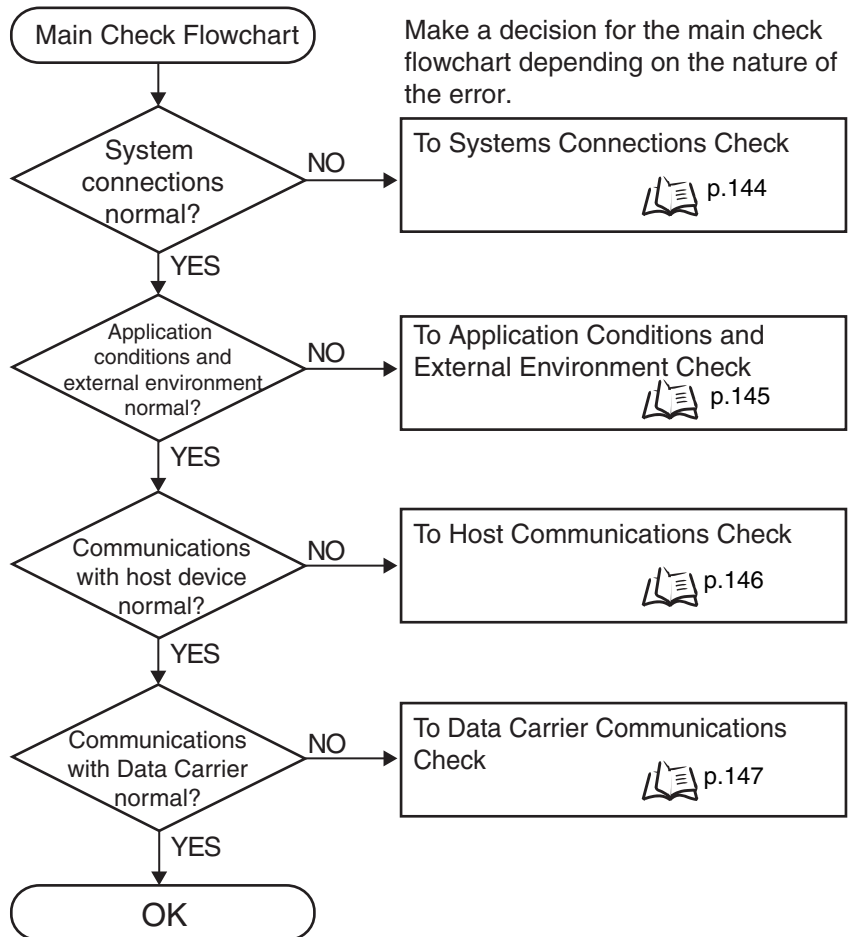 Main Check Flowchart
Make a decision for the main check
flowchart depending on the nature of
the error.
System
connections
normal?
NO
To Systems Connections Check
p.144
YES
Application
conditions and
external environment
normal?
NO
To Application Conditions and
External Environment Check
p.145
YES
Communications
with host device
normal?
NO
To Host Communications Check
p.146
YES
Communications
with Data Carrier
normal?
NO
To Data Carrier Communications
Check
p.147
YES
OK